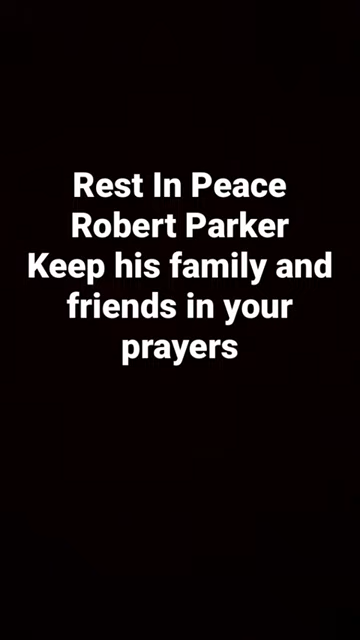 Rest In Peace
Robert Parker
Keep his family and
friends in your
prayers